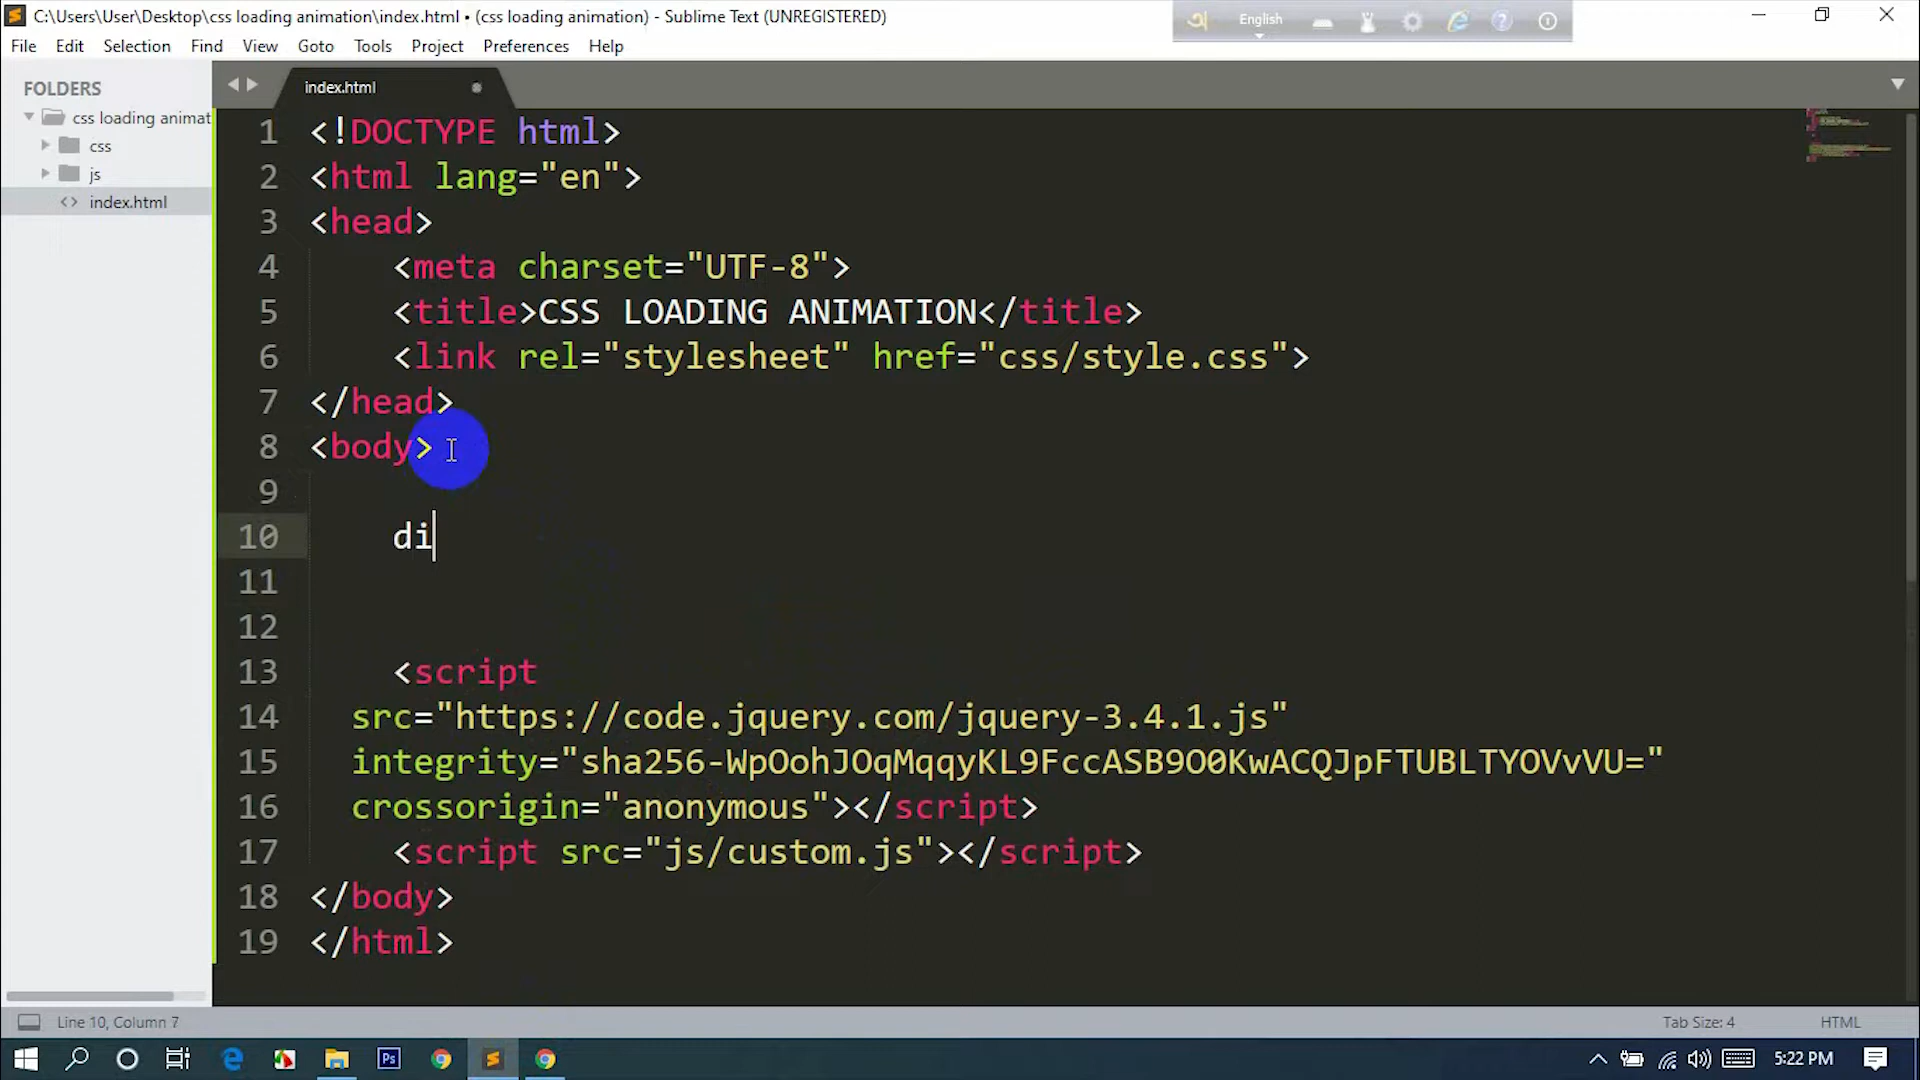 C:\Users\User\Desktop\css loading animation\index.html • (css loading animation) - Sublime Text (UNREGISTERED)
English
File Edit Selection Find View Goto Tools Project Preferences Help
FOLDERS
css loading animat
css
js
index.html
index.html
1 <!DOCTYPE html>
2 <html lang="en">
3 <head>
4 <meta charset="UTF-8">
5 <title>CSS LOADING ANIMATION</title>
6 <link rel="stylesheet" href="css/style.css">
7 </head>
8 <body>
9
10 di
11
12
13 <script
14 src="https://code.jquery.com/jquery-3.4.1.js"
15 integrity="sha256-WpOohJOqMqqyKL9FccASB9O0KwACQJpFTUBLTYOVvVU="
16 crossorigin="anonymous"></script>
17 <script src="js/custom.js"></script>
18 </body>
19 </html>
Line 10, Column 7
Tab Size: 4
HTML
Ps
5:22 PM